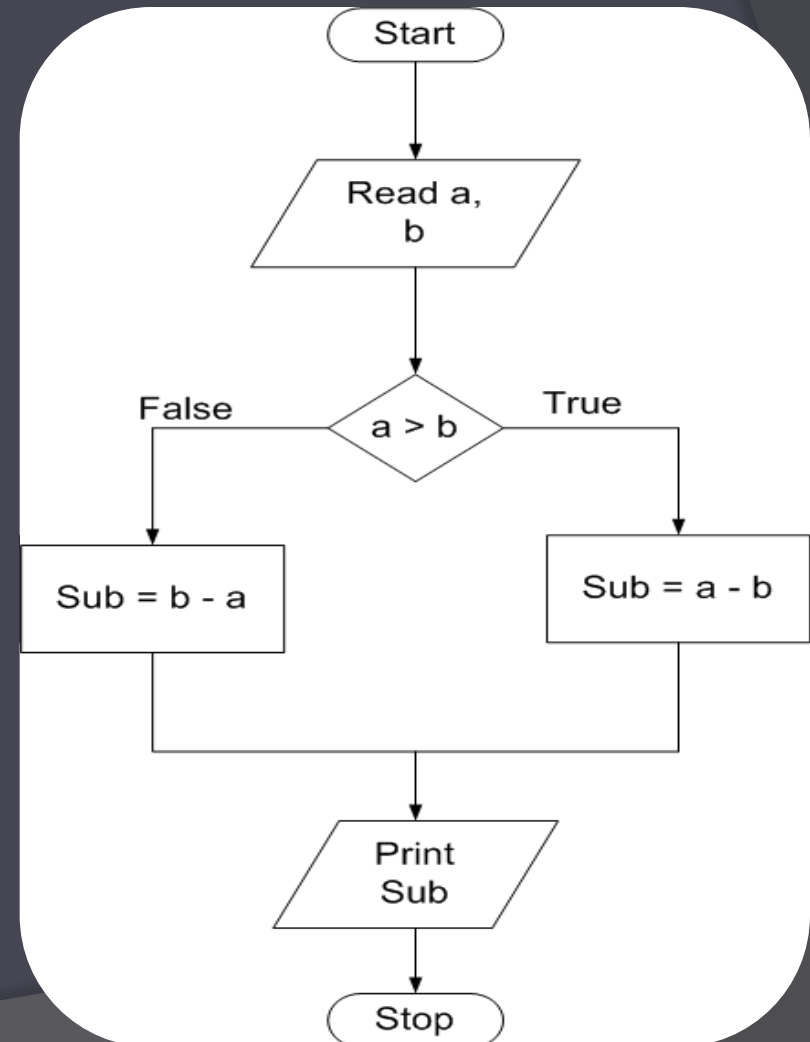 Start
Read a,
b
a > b
False
True
Sub = b - a
Sub = a - b
Print
Sub
Stop